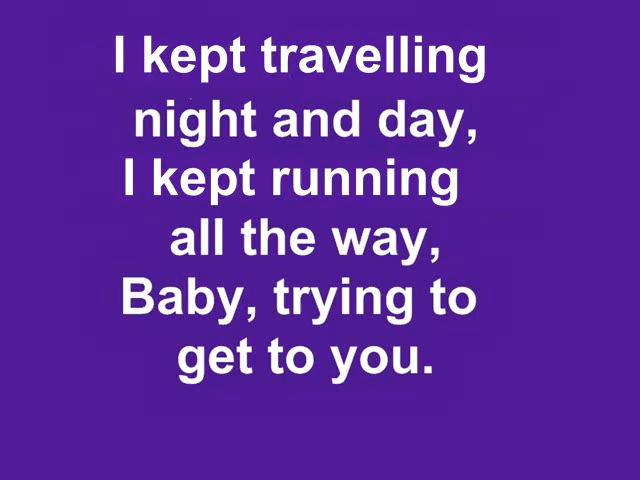 I kept travelling
night and day,
I kept running
all the way,
Baby, trying to
get to you.